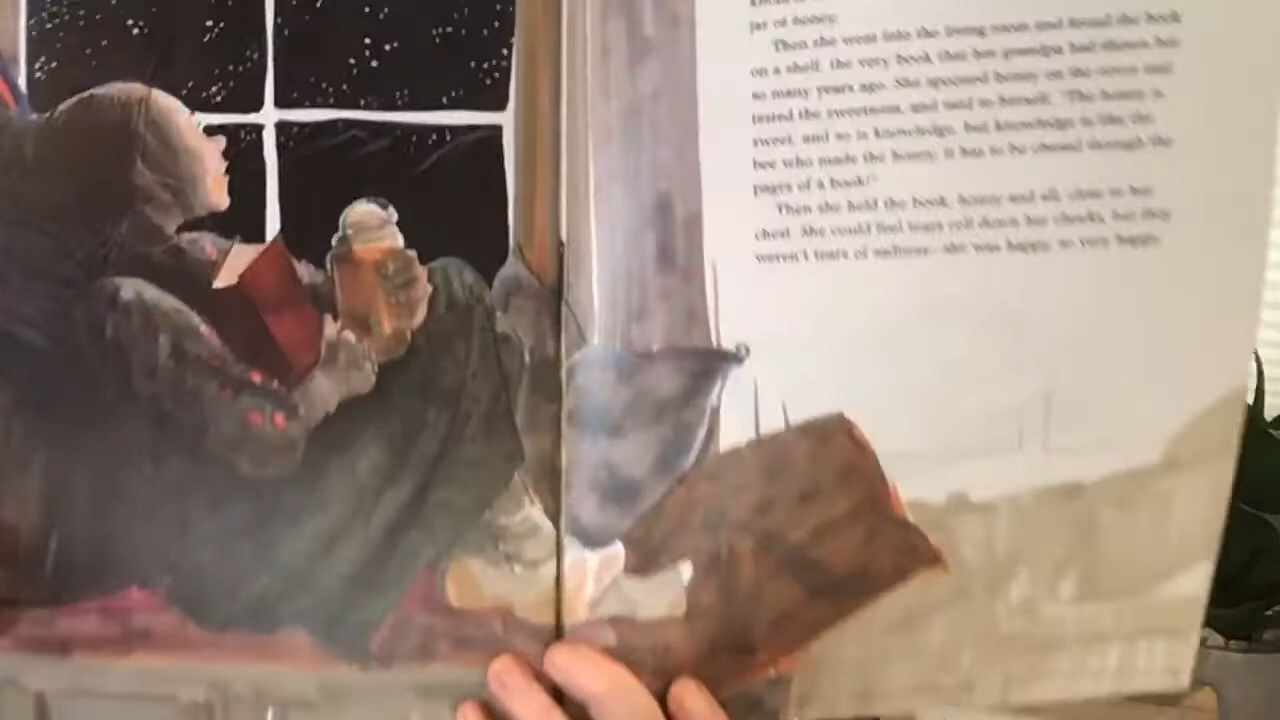 jar of honey.
Then she went into the living room and found the book
on a shelf, the very book that her grandpa had shown her
so many years ago. She spooned honey on the cover and
tasted the sweetness, and said to herself, "The honey is
sweet, and so is knowledge, but knowledge is like the
bee who made the honey, it has to be chased through the
pages of a book!"
Then she held the book, honey and all, close to her
chest. She could feel tears roll down her cheeks, but they
weren't tears of sadness—she was happy, so very happy.